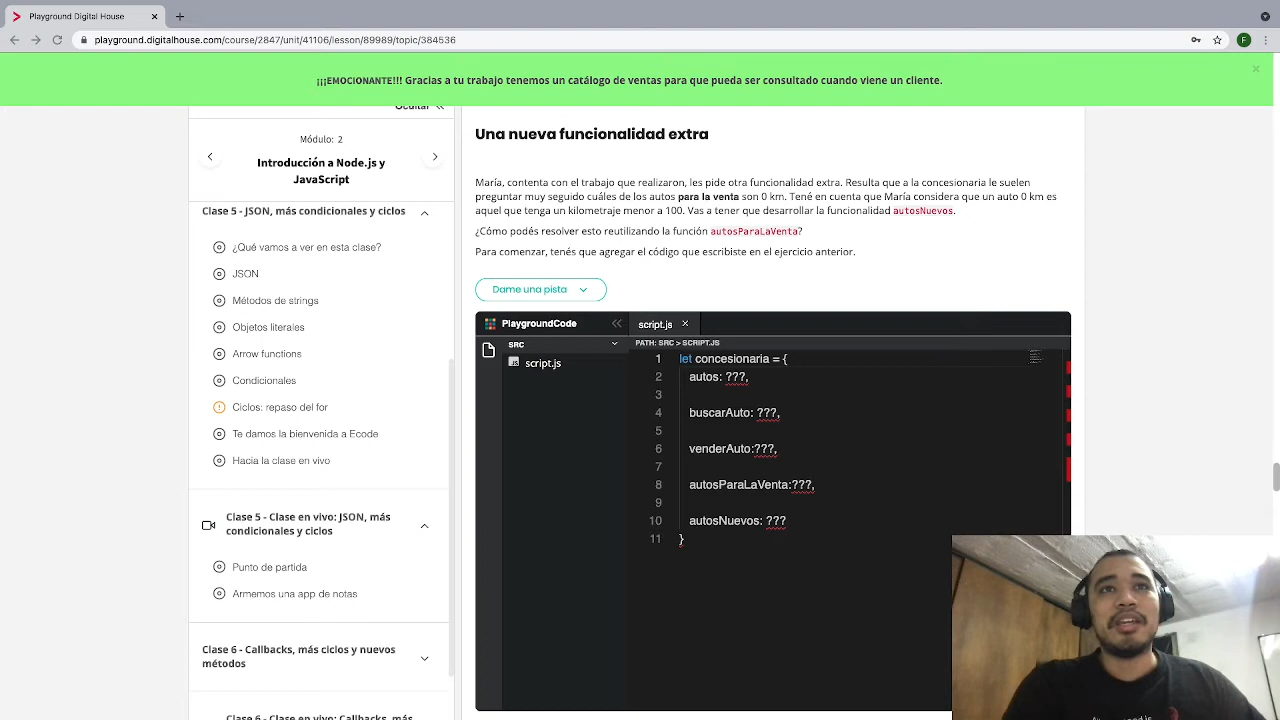 Playground Digital House
playground.digitalhouse.com/course/2847/unit/41106/lesson/89989/topic/384536
F
¡¡¡EMOCIONANTE!!! Gracias a tu trabajo tenemos un catálogo de ventas para que pueda ser consultado cuando viene un cliente.
Ocultar
Módulo: 2
Introducción a Node.js y
JavaScript
Clase 5 - JSON, más condicionales y ciclos
¿Qué vamos a ver en esta clase?
JSON
Métodos de strings
Objetos literales
Arrow functions
Condicionales
Ciclos: repaso del for
Te damos la bienvenida a Ecode
Hacia la clase en vivo
Clase 5 - Clase en vivo: JSON, más
condicionales y ciclos
Punto de partida
Armemos una app de notas
Clase 6 - Callbacks, más ciclos y nuevos
métodos
Clase 6 - Clase en vivo: Callbacks, más
Una nueva funcionalidad extra
María, contenta con el trabajo que realizaron, les pide otra funcionalidad extra. Resulta que a la concesionaria le suelen
preguntar muy seguido cuáles de los autos para la venta son 0 km. Tené en cuenta que María considera que un auto 0 km es
aquel que tenga un kilometraje menor a 100. Vas a tener que desarrollar la funcionalidad autosNuevos.
¿Cómo podés resolver esto reutilizando la función autosParaLaVenta?
Para comenzar, tenés que agregar el código que escribiste en el ejercicio anterior.
Dame una pista
PlaygroundCode
script.js
SRC
PATH: SRC > SCRIPT.JS
JS script.js
1 let concesionaria = {
2 autos: ???,
3
4 buscarAuto: ???,
5
6 venderAuto:???,
7
8 autosParaLaVenta:???,
9
10 autosNuevos: ???
11 }